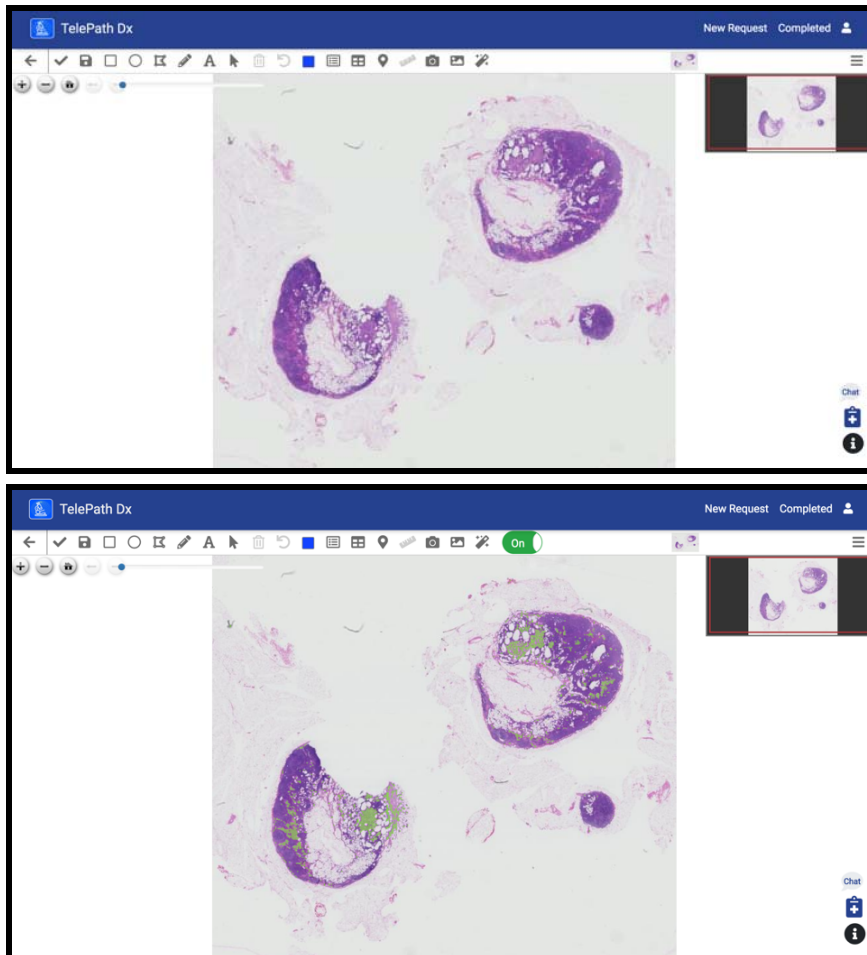 TelePath Dx
New Request Completed
A
Chat
TelePath Dx
New Request Completed
A
On
Chat